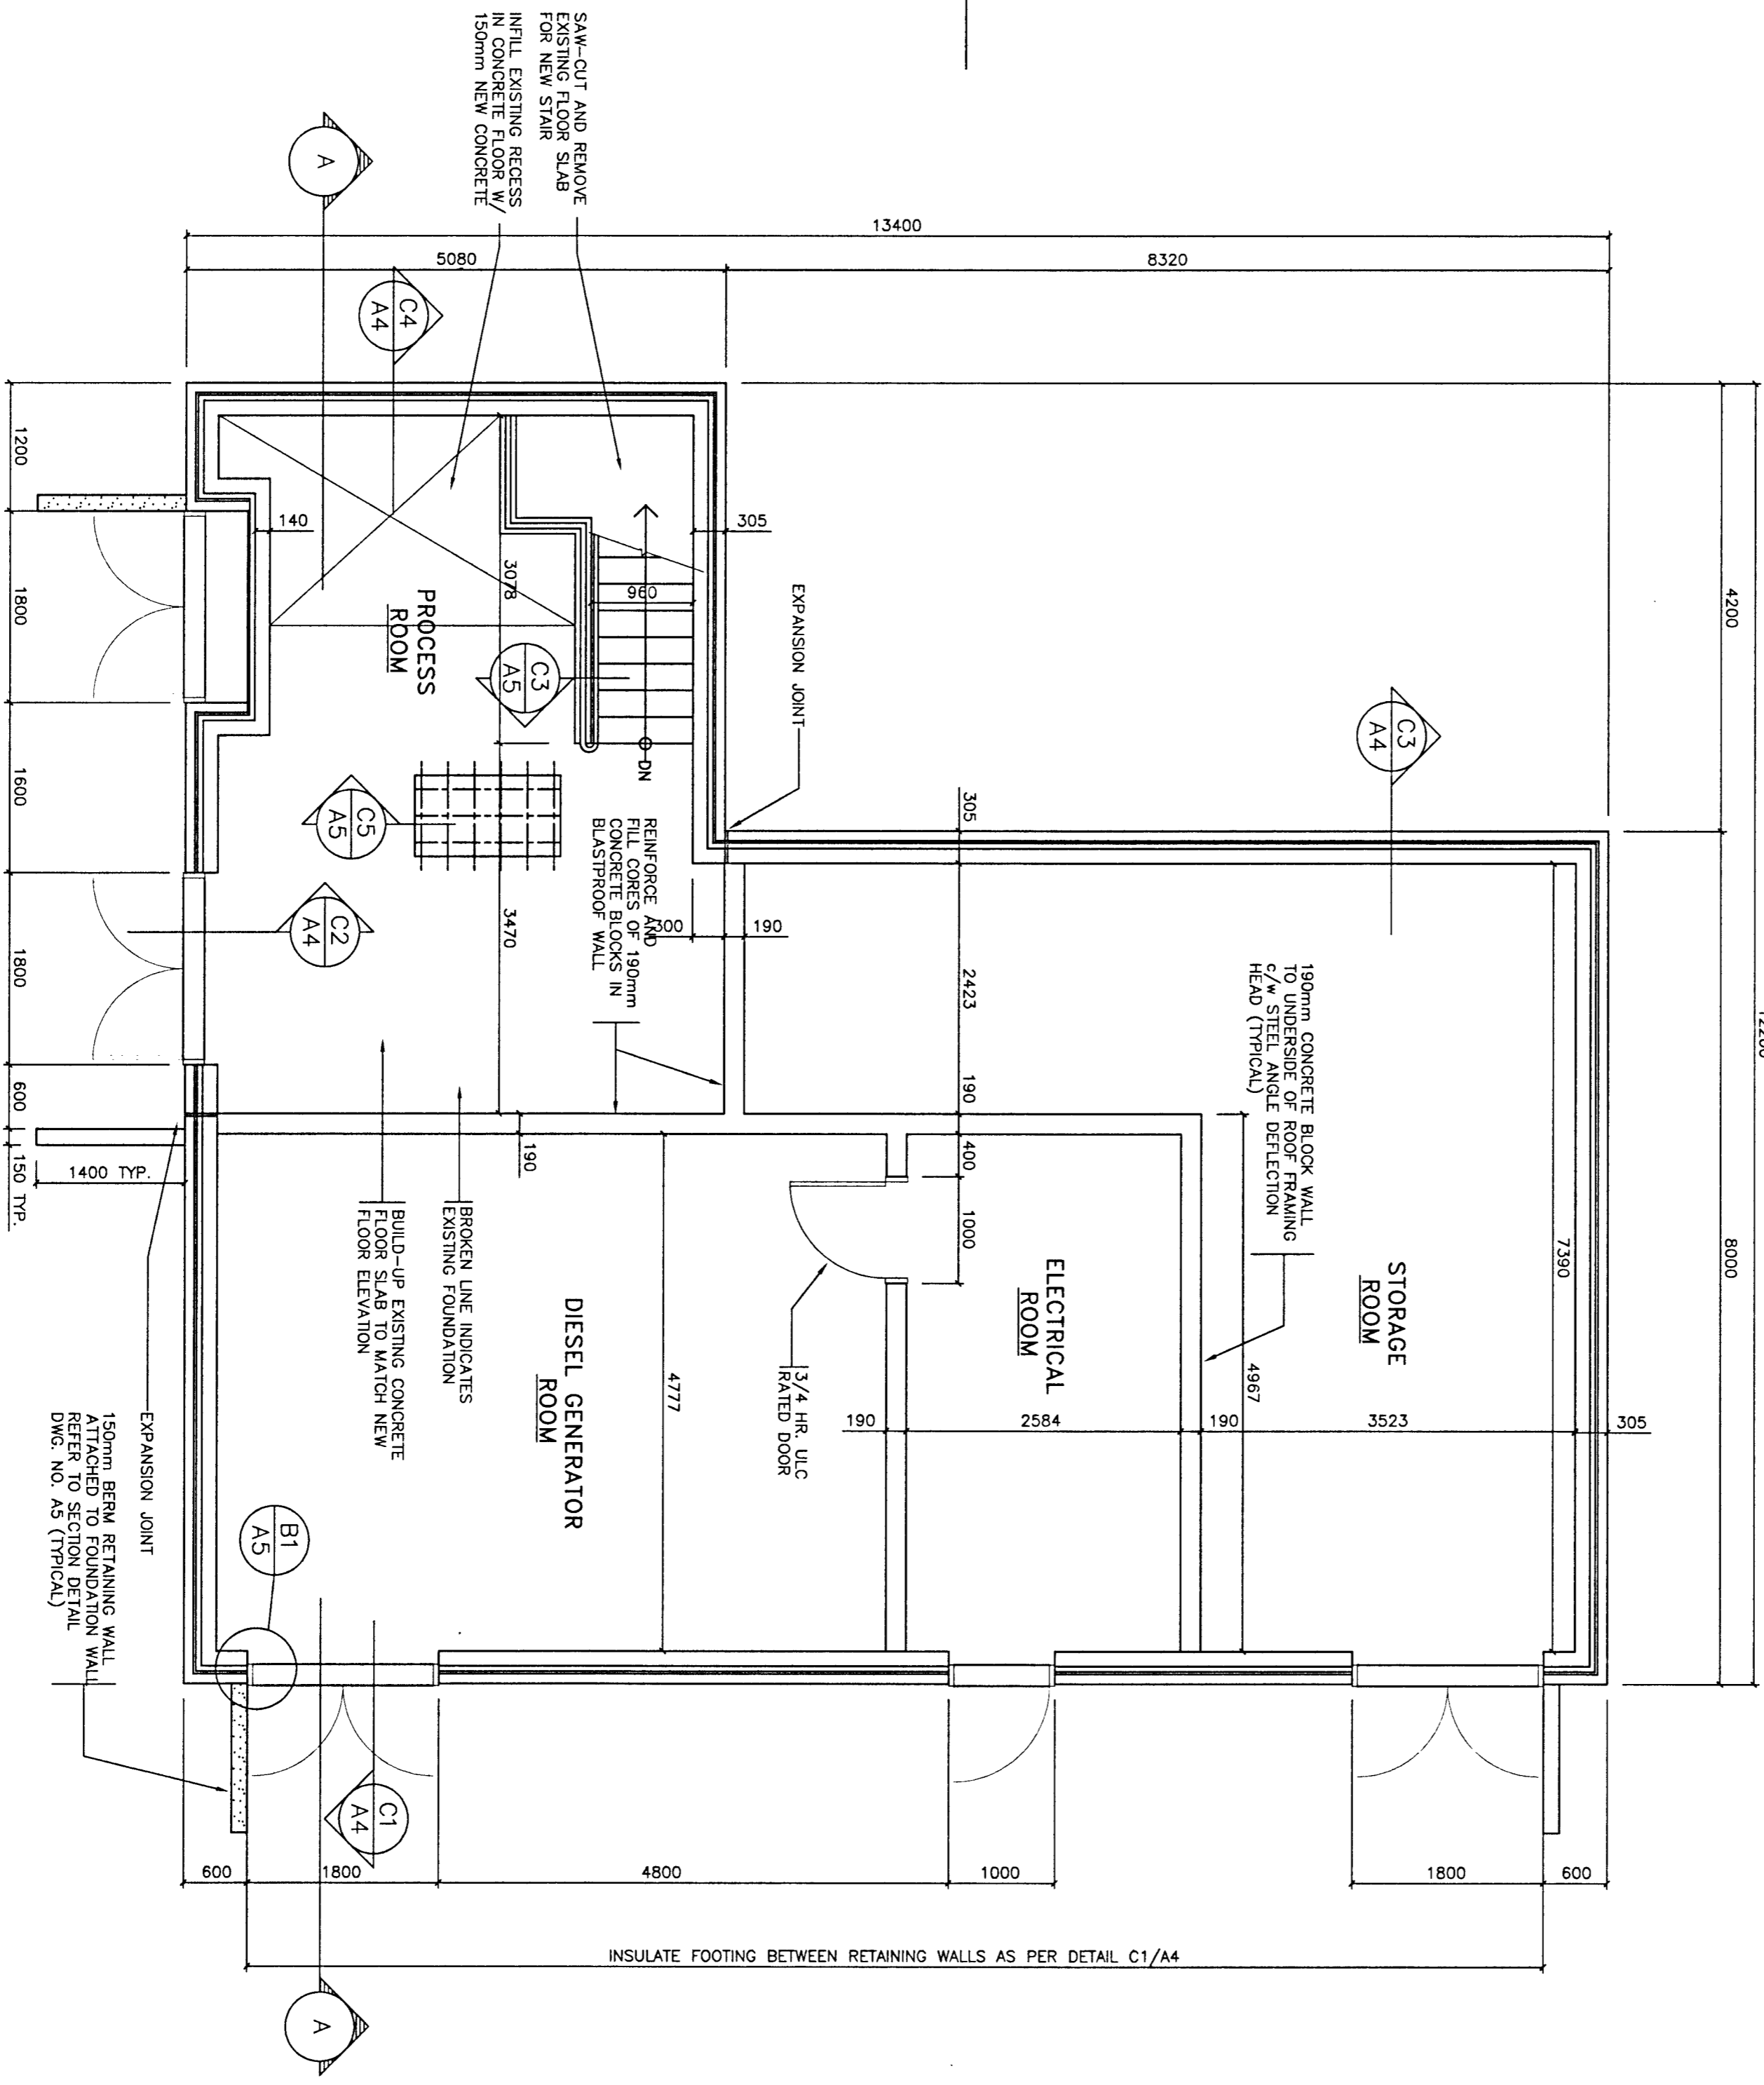 SAW-CUT AND REMOVE
EXISTING FLOOR SLAB
FOR NEW STAIR
INFILL EXISTING RECESS
IN CONCRETE FLOOR W/
150mm NEW CONCRETE
A
13400
5080
8320
C4
A4
4200
8000
305
140
3078
960
PROCESS
ROOM
C3
A5
DN
EXPANSION JOINT
C3
A4
C5
A5
C2
A4
REINFORCE AND
FILL CORES OF 190mm
CONCRETE BLOCKS IN
BLASTPROOF WALL
300
190
3470
305
2423
190
400
1000
190mm CONCRETE BLOCK WALL
TO UNDERSIDE OF ROOF FRAMING
c/w STEEL ANGLE DEFLECTION
HEAD (TYPICAL)
7390
STORAGE
ROOM
4967
ELECTRICAL
ROOM
190
2584
190
3523
305
3/4 HR. ULC
RATED DOOR
4777
DIESEL GENERATOR
ROOM
190
BROKEN LINE INDICATES
EXISTING FOUNDATION
BUILD-UP EXISTING CONCRETE
FLOOR SLAB TO MATCH NEW
FLOOR ELEVATION
1200
1800
1600
1800
600
150 TYP.
1400 TYP.
EXPANSION JOINT
150mm BERM RETAINING WALL
ATTACHED TO FOUNDATION WALL
REFER TO SECTION DETAIL
DWG. NO. A5 (TYPICAL)
B1
A5
C1
A4
600
1800
4800
1000
1800
600
INSULATE FOOTING BETWEEN RETAINING WALLS AS PER DETAIL C1/A4
A